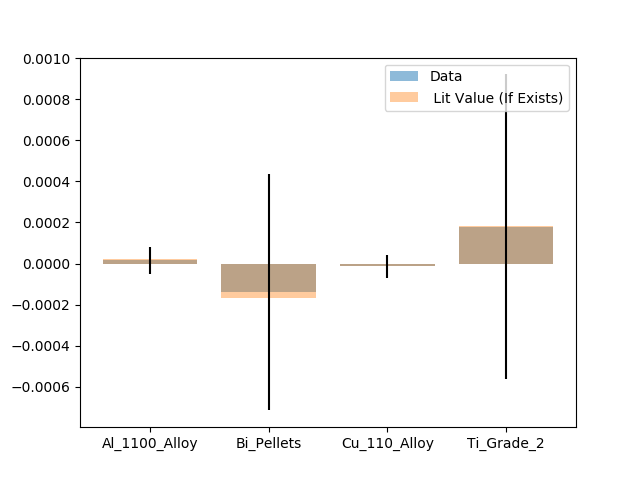 0.0010
0.0008
0.0006
0.0004
0.0002
0.0000
−0.0002
−0.0004
−0.0006
Data
Lit Value (If Exists)
Al_1100_Alloy
Bi_Pellets
Cu_110_Alloy
Ti_Grade_2